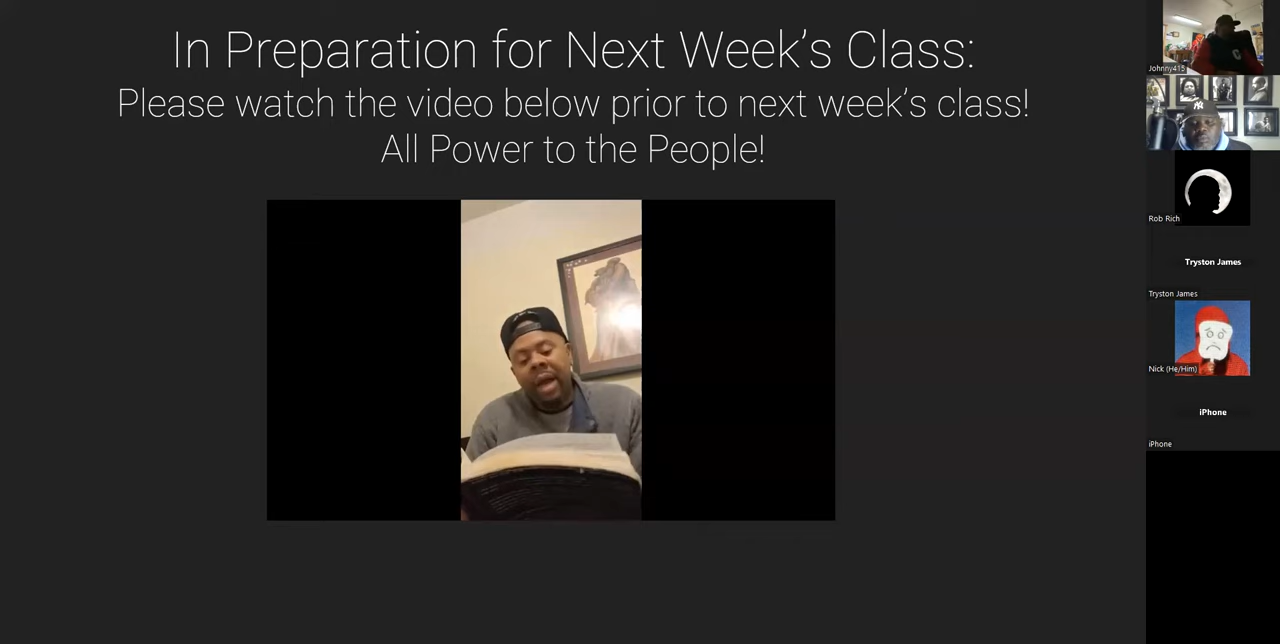 In Preparation for Next Week's Class:
Please watch the video below prior to next week's class!
All Power to the People!
Johnny415
Rob Rich
Tryston James
Tryston James
Nick (He/Him)
iPhone
iPhone